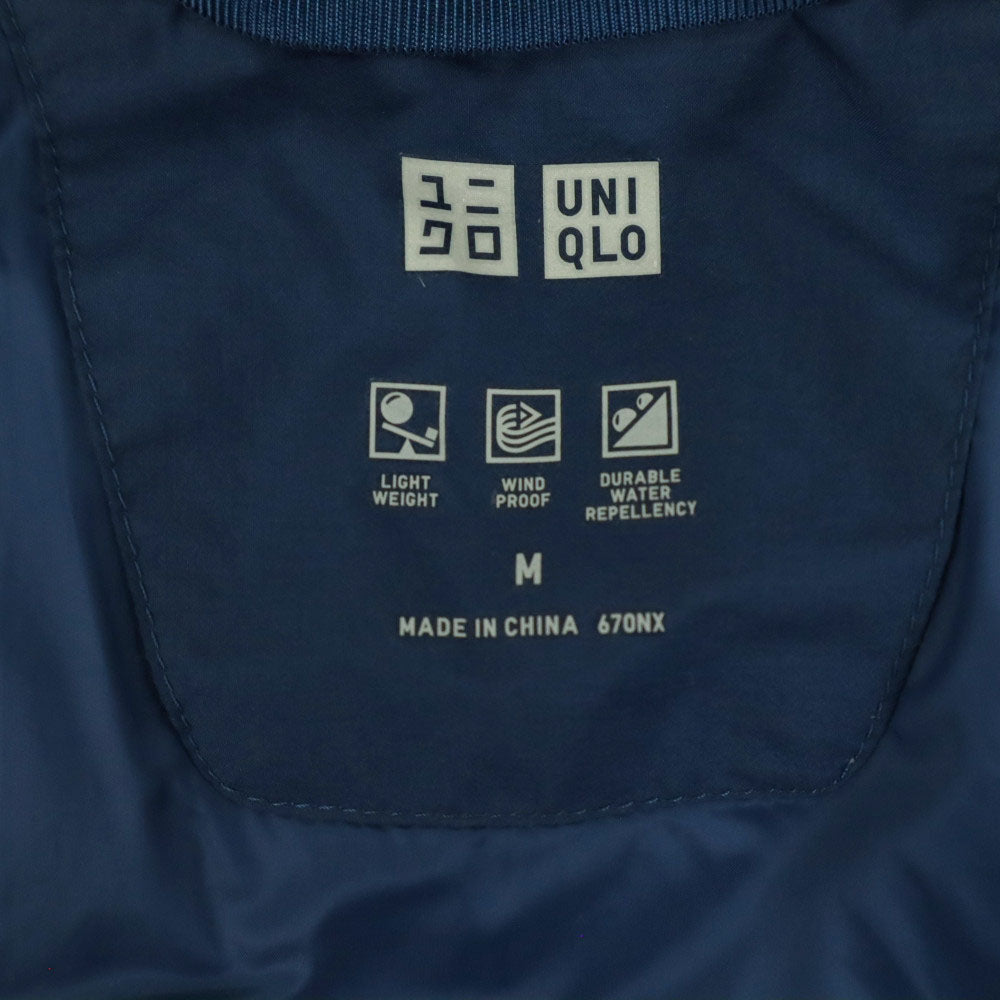 ユニ
クロ
UNI
QLO
LIGHT
WEIGHT
WIND
PROOF
DURABLE
WATER
REPELLENCY
M
MADE IN CHINA 670NX